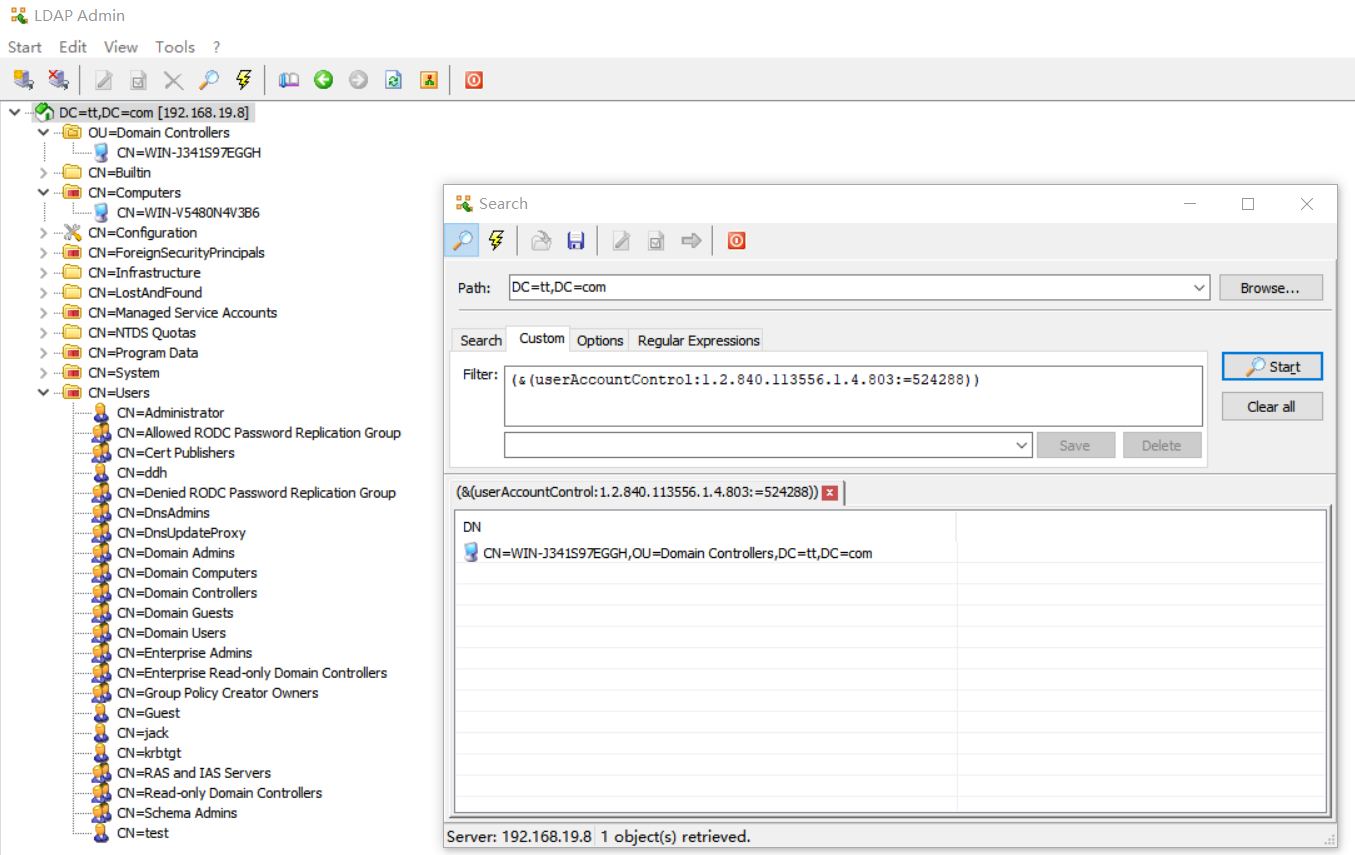 LDAP Admin
Start Edit View Tools ?
DC=tt,DC=com [192.168.19.8]
OU=Domain Controllers
CN=WIN-J341S97EGGH
CN=Builtin
CN=Computers
CN=WIN-V5480N4V3B6
CN=Configuration
CN=ForeignSecurityPrincipals
CN=Infrastructure
CN=LostAndFound
CN=Managed Service Accounts
CN=NTDS Quotas
CN=Program Data
CN=System
CN=Users
CN=Administrator
CN=Allowed RODC Password Replication Group
CN=Cert Publishers
CN=ddh
CN=Denied RODC Password Replication Group
CN=DnsAdmins
CN=DnsUpdateProxy
CN=Domain Admins
CN=Domain Computers
CN=Domain Controllers
CN=Domain Guests
CN=Domain Users
CN=Enterprise Admins
CN=Enterprise Read-only Domain Controllers
CN=Group Policy Creator Owners
CN=Guest
CN=jack
CN=krbtgt
CN=RAS and IAS Servers
CN=Read-only Domain Controllers
CN=Schema Admins
CN=test
Search
Path: DC=tt,DC=com Browse...
Search Custom Options Regular Expressions
Filter: (&(userAccountControl:1.2.840.113556.1.4.803:=524288))
Start
Clear all
Save Delete
(&(userAccountControl:1.2.840.113556.1.4.803:=524288))
DN
CN=WIN-J341S97EGGH,OU=Domain Controllers,DC=tt,DC=com
Server: 192.168.19.8 1 object(s) retrieved.